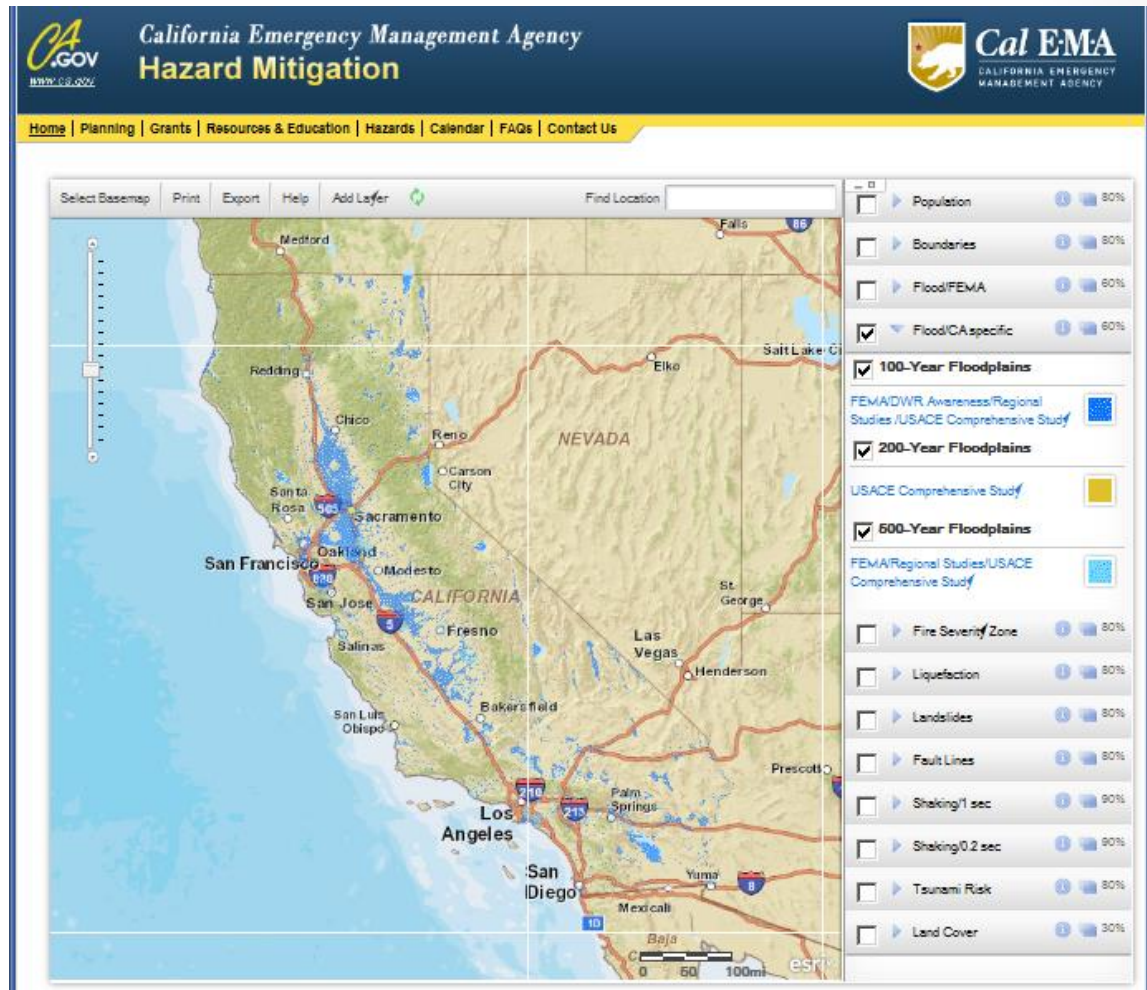 CA
.GOV
www.ca.gov
California Emergency Management Agency
Hazard Mitigation
Cal E·M·A
CALIFORNIA EMERGENCY
MANAGEMENT AGENCY
Home | Planning | Grants | Resources & Education | Hazards | Calendar | FAQs | Contact Us
Select Basemap Print Export Help Add Layer Find Location
Population 80%
Boundaries 80%
Flood/FEMA 60%
Flood/CA specific 60%
100-Year Floodplains
FEMA/DWR Awareness/Regional
Studies /USACE Comprehensive Study
200-Year Floodplains
USACE Comprehensive Study
500-Year Floodplains
FEMA/Regional Studies/USACE
Comprehensive Study
Fire Severity Zone 80%
Liquefaction 80%
Landslides 80%
Fault Lines 80%
Shaking/1 sec 90%
Shaking/0.2 sec 90%
Tsunami Risk 80%
Land Cover 30%
Falls
86
Medford
Salt Lake Ci
Elko
Redding
Chico
Reno
NEVADA
Carson
City
Santa
Rosa
505
Sacramento
Oakland
San Francisco
Modesto
St.
George
San Jose
CALIFORNIA
5
Fresno
Salinas
Las
Vegas
Henderson
San Luis
Obispo
Bakersfield
Prescott
210
Los
Angeles
215
Palm
Springs
San
Diego
Yuma
8
Mexicali
10
Baja
0 50 100mi
esri